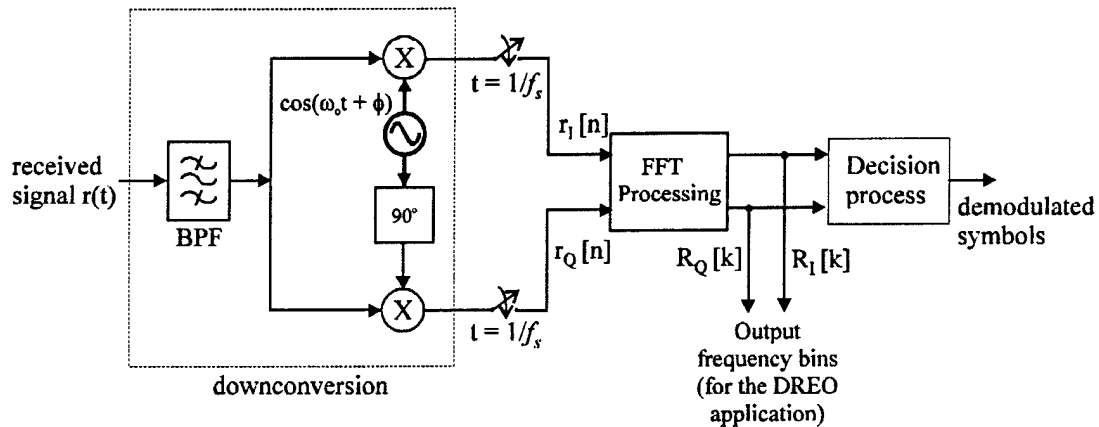 X
t = 1/fₛ
cos(ωₒt + ϕ)
rI [n]
received
signal r(t)
BPF
90°
FFT
Processing
Decision
process
demodulated
symbols
rQ [n]
RQ [k]
RI [k]
X
t = 1/fₛ
downconversion
Output
frequency bins
(for the DREO
application)